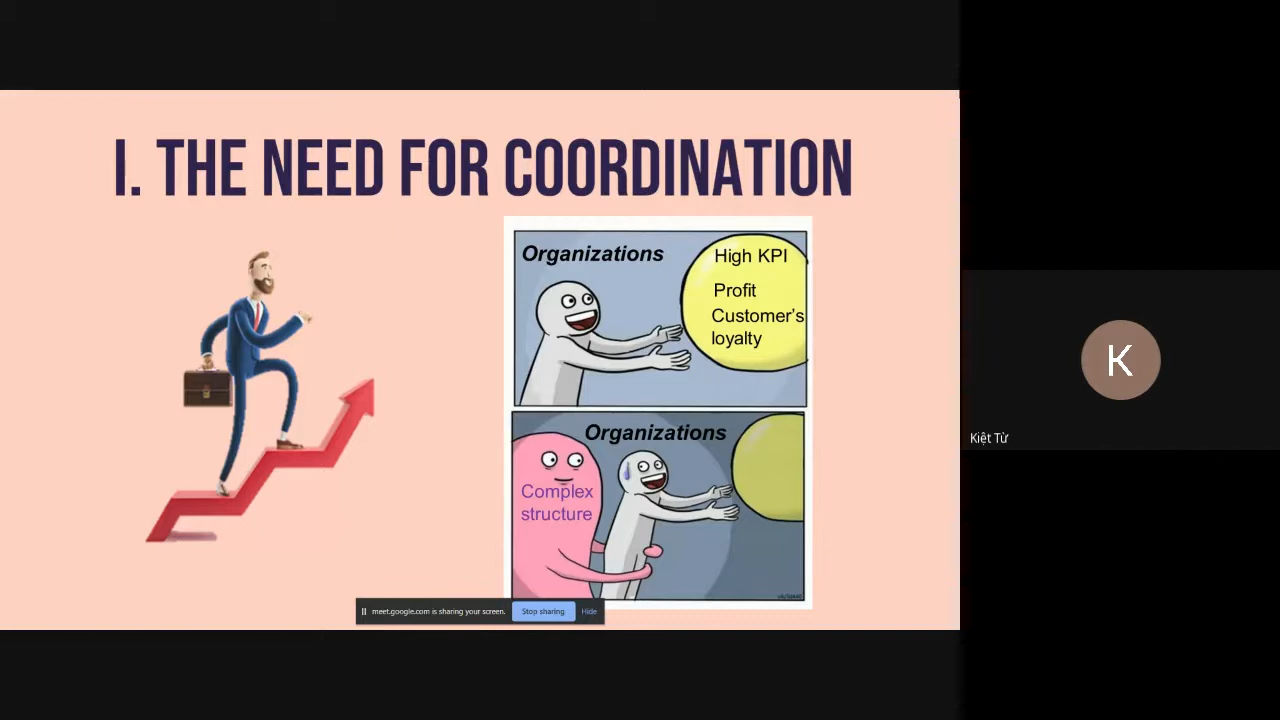 I. THE NEED FOR COORDINATION
Organizations
High KPI
Profit
Customer's
loyalty
Organizations
Complex
structure
meet.google.com is sharing your screen.
Stop sharing
Hide
K
Kiệt Từ